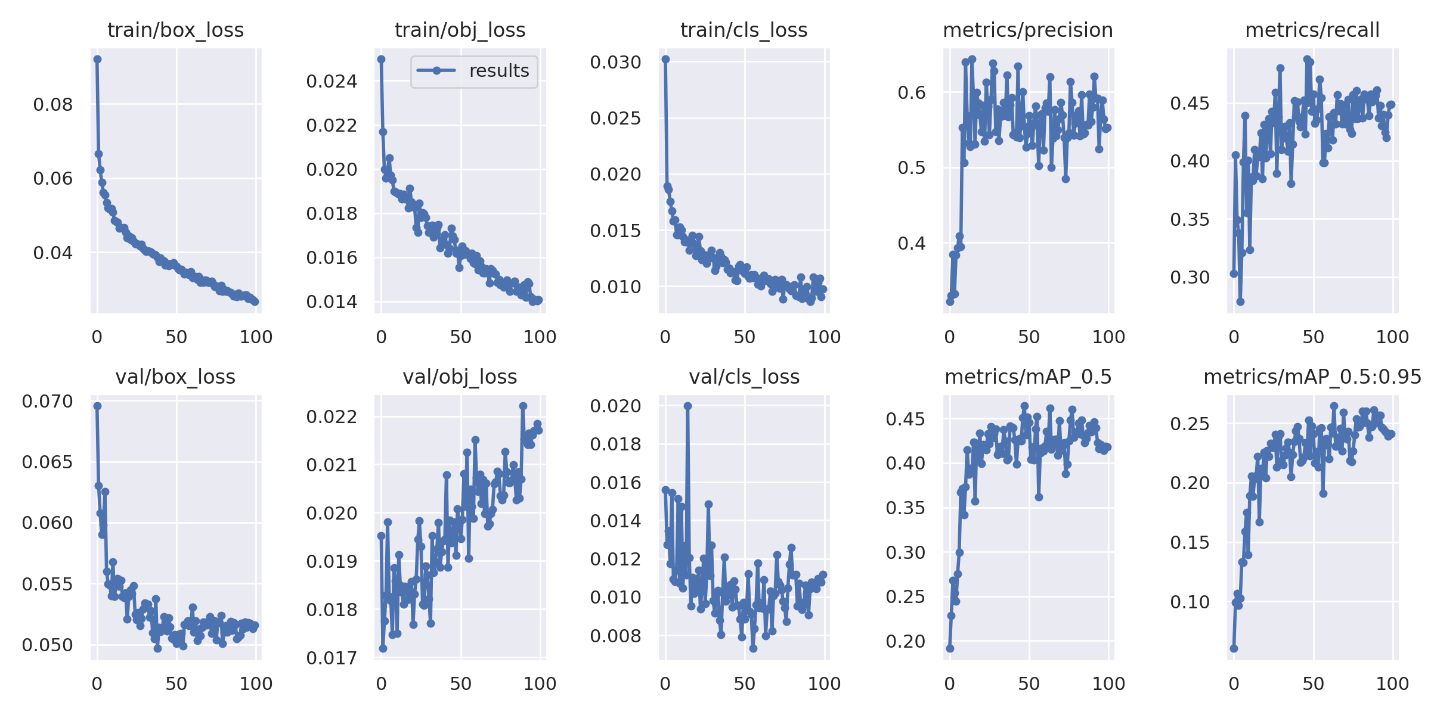 train/box_loss
train/obj_loss
train/cls_loss
metrics/precision
metrics/recall
0.08
0.06
0.04
0 50 100
results
0.024
0.022
0.020
0.018
0.016
0.014
0 50 100
0.030
0.025
0.020
0.015
0.010
0 50 100
0.6
0.5
0.4
0 50 100
0.45
0.40
0.35
0.30
0 50 100
val/box_loss
val/obj_loss
val/cls_loss
metrics/mAP_0.5
metrics/mAP_0.5:0.95
0.070
0.065
0.060
0.055
0.050
0 50 100
0.022
0.021
0.020
0.019
0.018
0.017
0 50 100
0.020
0.018
0.016
0.014
0.012
0.010
0.008
0 50 100
0.45
0.40
0.35
0.30
0.25
0.20
0 50 100
0.25
0.20
0.15
0.10
0 50 100